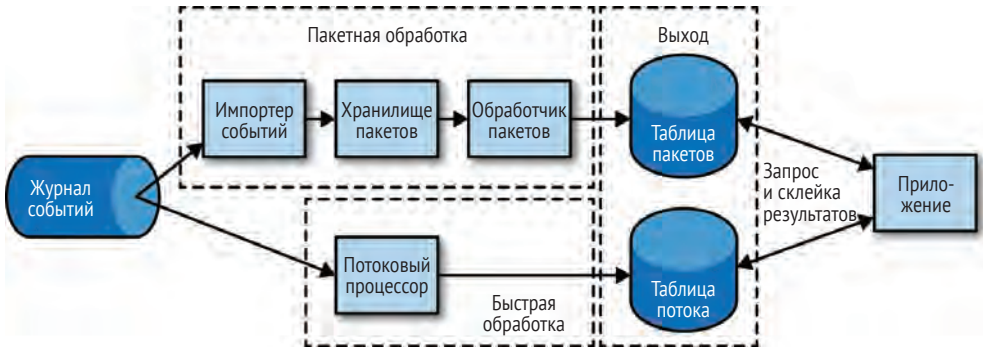 Пакетная обработка
Выход
Импортер
событий
Хранилище
пакетов
Обработчик
пакетов
Таблица
пакетов
Журнал
событий
Запрос
и склейка
результатов
Прило-
жение
Потоковый
процессор
Быстрая
обработка
Таблица
потока